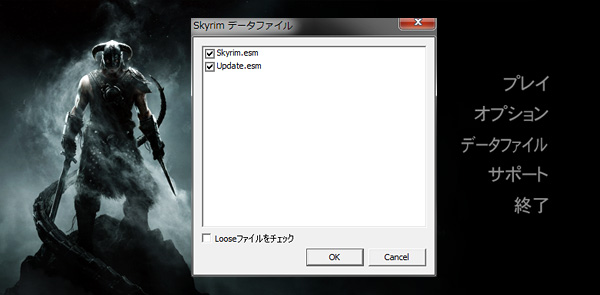 Skyrim データファイル
Skyrim.esm
Update.esm
Looseファイルをチェック
OK
Cancel
プレイ
オプション
データファイル
サポート
終了